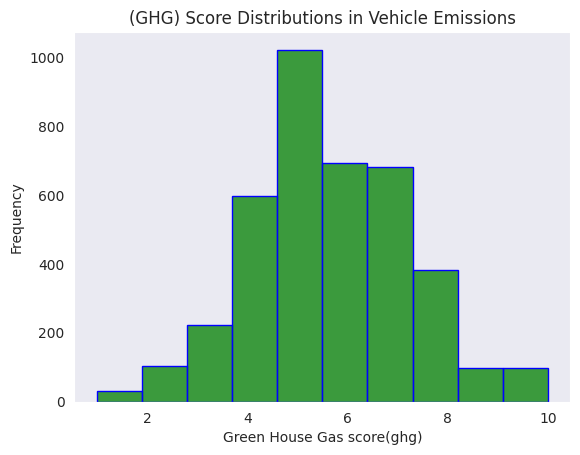 (GHG) Score Distributions in Vehicle Emissions
1000
800
600
400
200
0
Frequency
2 4 6 8 10
Green House Gas score(ghg)